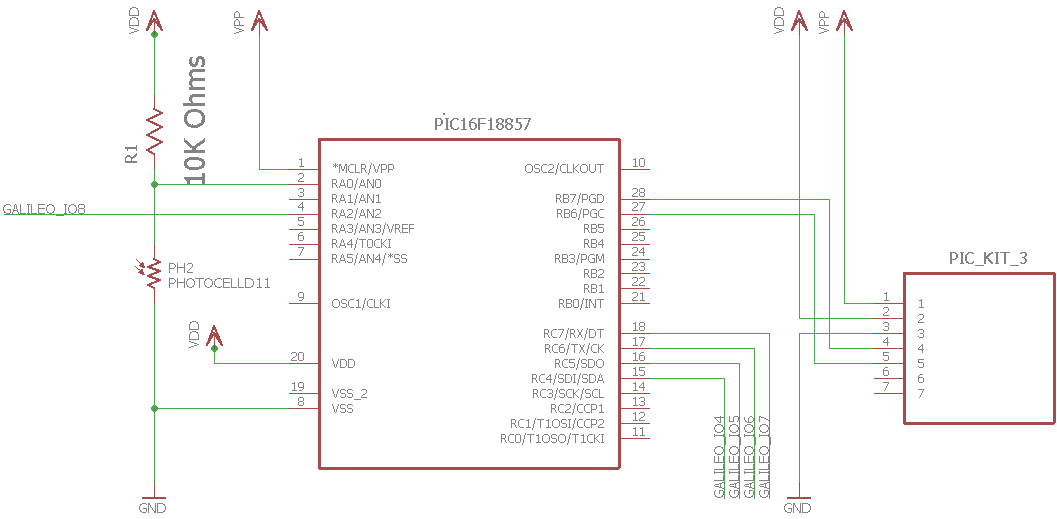 VDD
VPP
VDD
VPP
R1
10K Ohms
PIC16F18857
GALILEO_IO8
1 *MCLR/VPP
2 RA0/AN0
3 RA1/AN1
4 RA2/AN2
5 RA3/AN3/VREF
6 RA4/T0CKI
7 RA5/AN4/*SS
9 OSC1/CLKI
20 VDD
19 VSS_2
8 VSS
OSC2/CLKOUT 10
RB7/PGD 28
RB6/PGC 27
RB5 26
RB4 25
RB3/PGM 24
RB2 23
RB1 22
RB0/INT 21
RC7/RX/DT 18
RC6/TX/CK 17
RC5/SDO 16
RC4/SDI/SDA 15
RC3/SCK/SCL 14
RC2/CCP1 13
RC1/T1OSI/CCP2 12
RC0/T1OSO/T1CKI 11
PH2
PHOTOCELLD11
VDD
GND
GALILEO_IO4
GALILEO_IO5
GALILEO_IO6
GALILEO_IO7
GND
PIC_KIT_3
1 1
2 2
3 3
4 4
5 5
6 6
7 7